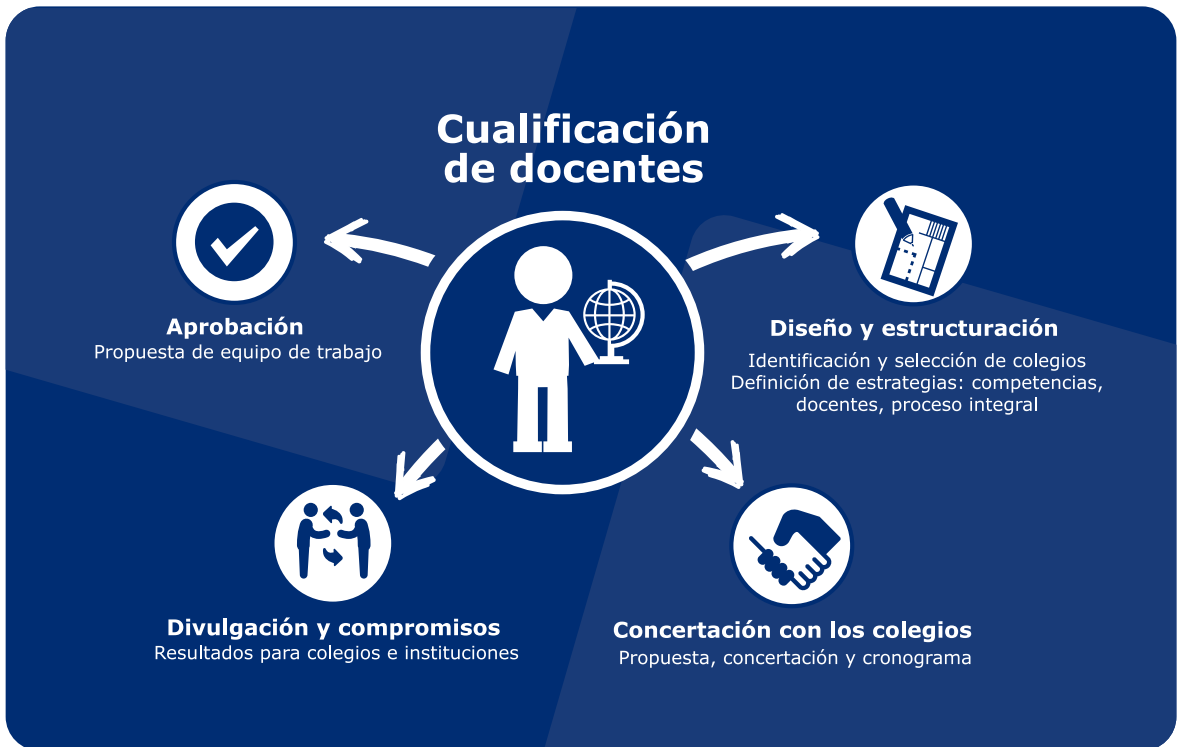 Cualificación
de docentes
Aprobación
Propuesta de equipo de trabajo
Diseño y estructuración
Identificación y selección de colegios
Definición de estrategias: competencias,
docentes, proceso integral
Divulgación y compromisos
Resultados para colegios e instituciones
Concertación con los colegios
Propuesta, concertación y cronograma